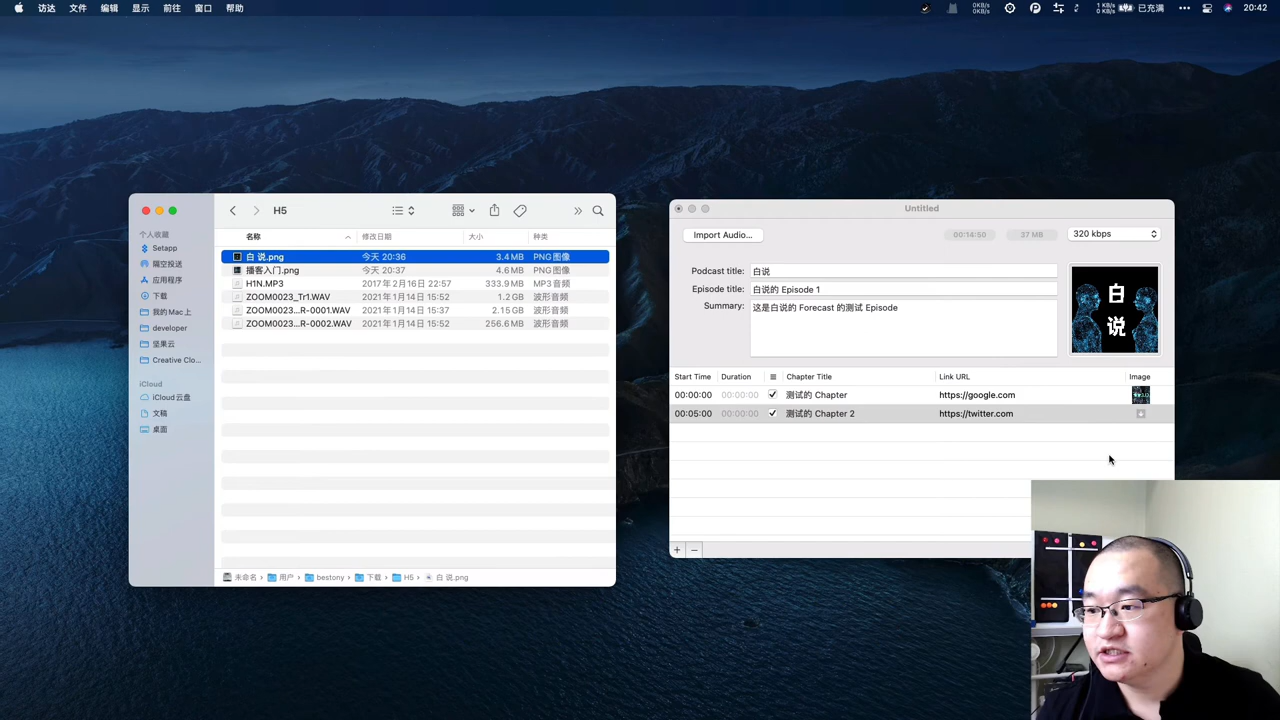 访达 文件 编辑 显示 前往 窗口 帮助
0KB/s
0KB/s
1 KB/s
0KB/s
已充满
20:42
H5
个人收藏
Setapp
隔空投送
应用程序
下载
我的 Mac 上
developer
坚果云
Creative Clo...
iCloud
iCloud 云盘
文稿
桌面
名称 修改日期 大小 种类
白 说.png 今天 20:36 3.4 MB PNG图像
播客入门.png 今天 20:37 4.6 MB PNG图像
H1N.MP3 2017年2月16日 22:57 333.9 MB MP3音频
ZOOM0023_Tr1.WAV 2021年1月14日 15:52 1.2 GB 波形音频
ZOOM0023...R-0001.WAV 2021年1月14日 15:37 2.15 GB 波形音频
ZOOM0023...R-0002.WAV 2021年1月14日 15:52 256.6 MB 波形音频
未命名 › 用户 › bestony › 下载 › H5 › 白 说.png
Untitled
Import Audio...
00:14:50
37 MB
320 kbps
Podcast title: 白说
Episode title: 白说的 Episode 1
Summary: 这是白说的 Forecast 的测试 Episode
白
说
Start Time Duration Chapter Title Link URL Image
00:00:00 00:00:00 测试的 Chapter https://google.com
00:05:00 00:00:00 测试的 Chapter 2 https://twitter.com
+ −